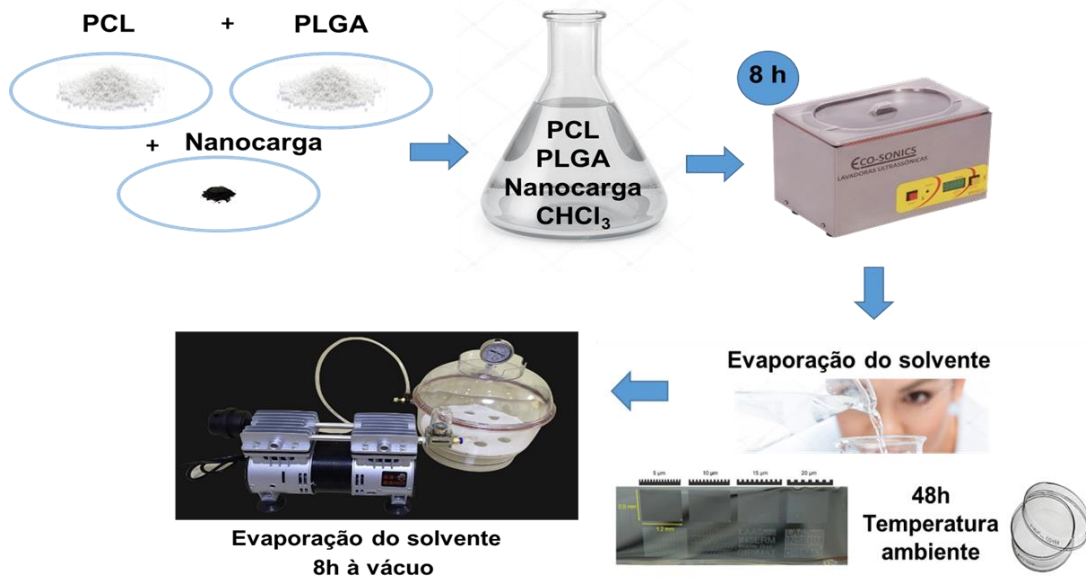 PCL + PLGA
+ Nanocarga
PCL
PLGA
Nanocarga
CHCl₃
8 h
ECO-SONICS
LAVADORAS ULTRASSÔNICAS
Evaporação do solvente
5 µm 10 µm 15 µm 20 µm
48h
Temperatura
ambiente
Evaporação do solvente
8h à vácuo